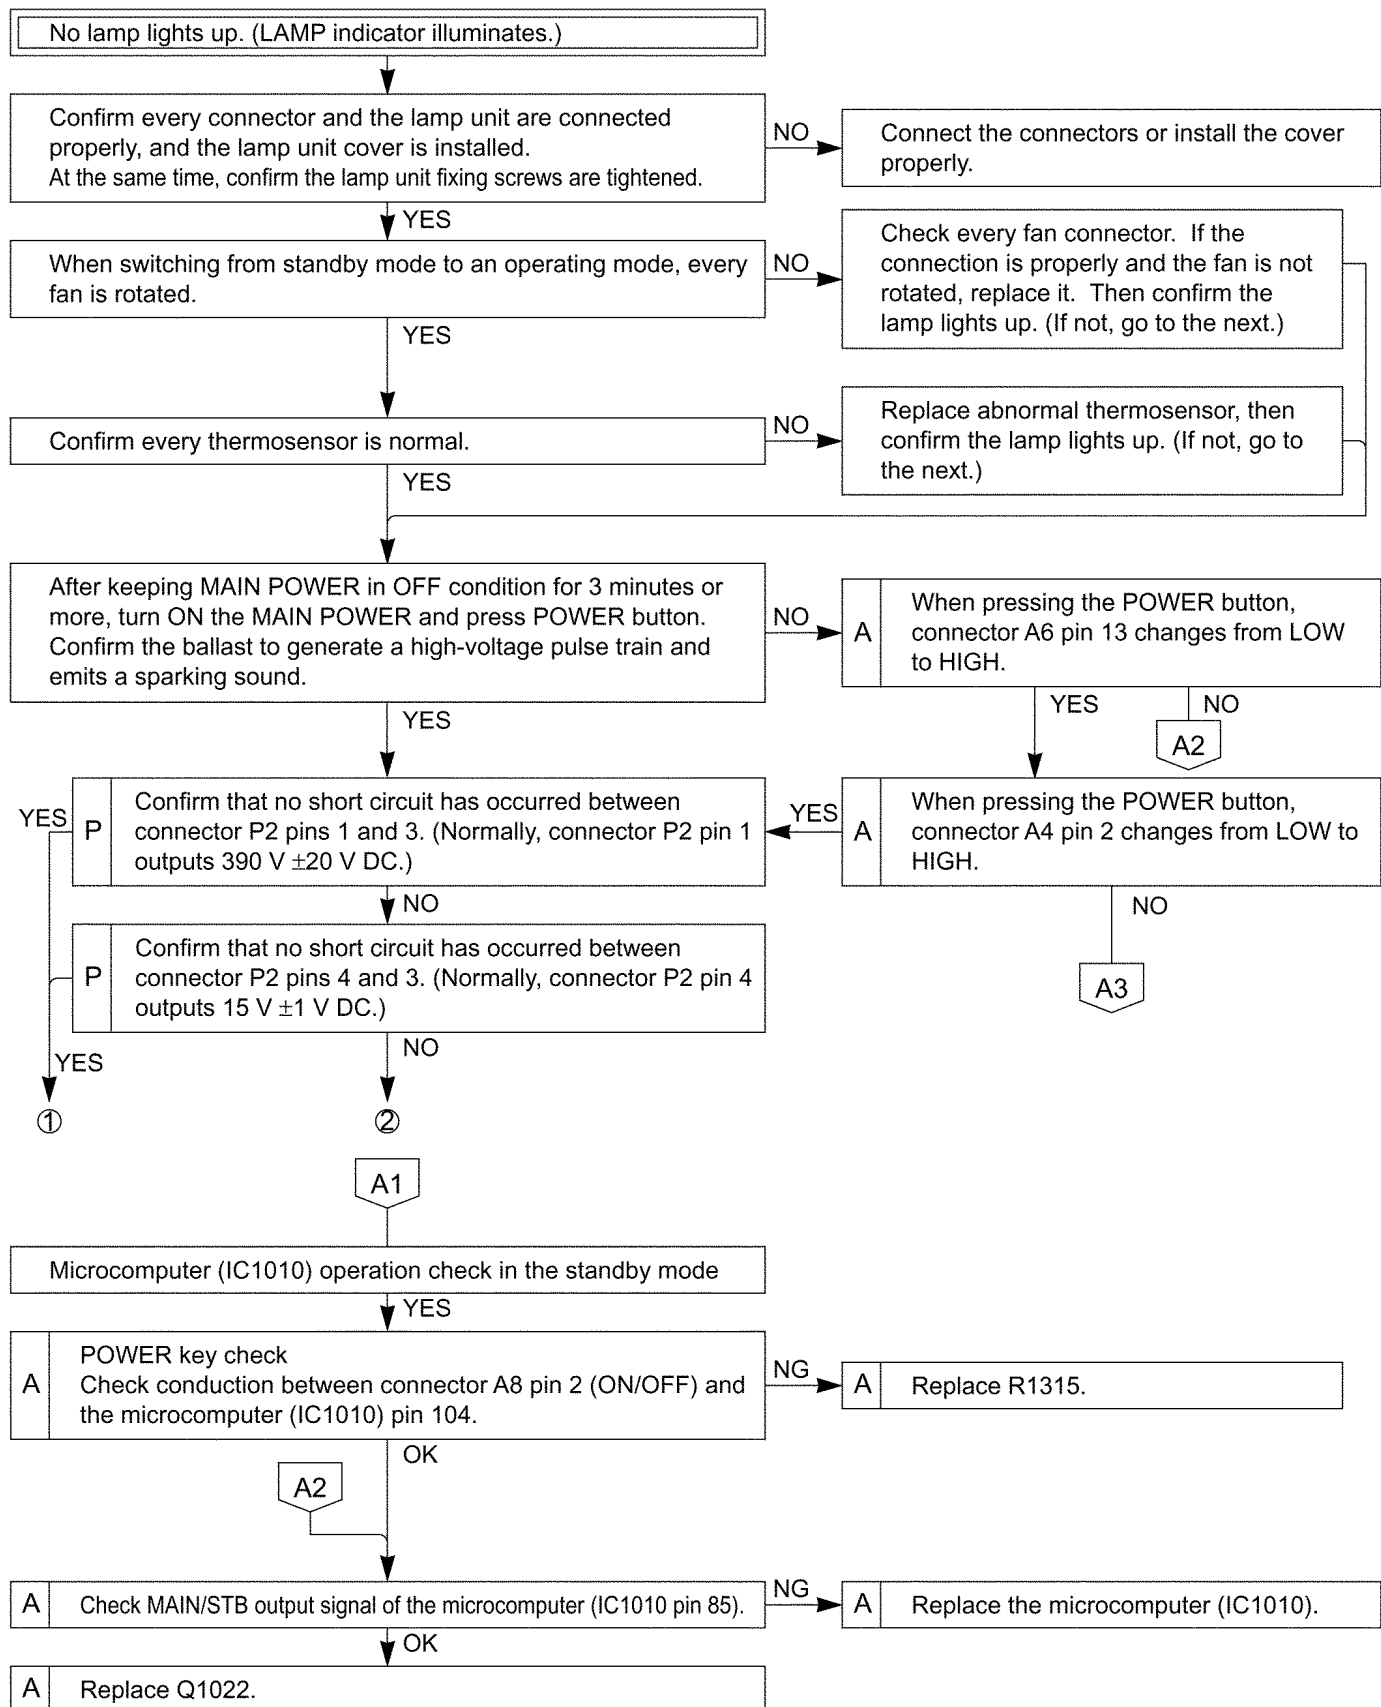 No lamp lights up. (LAMP indicator illuminates.)
Confirm every connector and the lamp unit are connected
properly, and the lamp unit cover is installed.
At the same time, confirm the lamp unit fixing screws are tightened.
NO
Connect the connectors or install the cover
properly.
YES
When switching from standby mode to an operating mode, every
fan is rotated.
NO
Check every fan connector. If the
connection is properly and the fan is not
rotated, replace it. Then confirm the
lamp lights up. (If not, go to the next.)
YES
Confirm every thermosensor is normal.
NO
Replace abnormal thermosensor, then
confirm the lamp lights up. (If not, go to
the next.)
YES
After keeping MAIN POWER in OFF condition for 3 minutes or
more, turn ON the MAIN POWER and press POWER button.
Confirm the ballast to generate a high-voltage pulse train and
emits a sparking sound.
NO
A
When pressing the POWER button,
connector A6 pin 13 changes from LOW
to HIGH.
YES
YES
NO
A2
YES
P
Confirm that no short circuit has occurred between
connector P2 pins 1 and 3. (Normally, connector P2 pin 1
outputs 390 V ±20 V DC.)
YES
A
When pressing the POWER button,
connector A4 pin 2 changes from LOW to
HIGH.
NO
NO
P
Confirm that no short circuit has occurred between
connector P2 pins 4 and 3. (Normally, connector P2 pin 4
outputs 15 V ±1 V DC.)
A3
YES
NO
①
②
A1
Microcomputer (IC1010) operation check in the standby mode
YES
A
POWER key check
Check conduction between connector A8 pin 2 (ON/OFF) and
the microcomputer (IC1010) pin 104.
NG
A
Replace R1315.
OK
A2
A
Check MAIN/STB output signal of the microcomputer (IC1010 pin 85).
NG
A
Replace the microcomputer (IC1010).
OK
A
Replace Q1022.